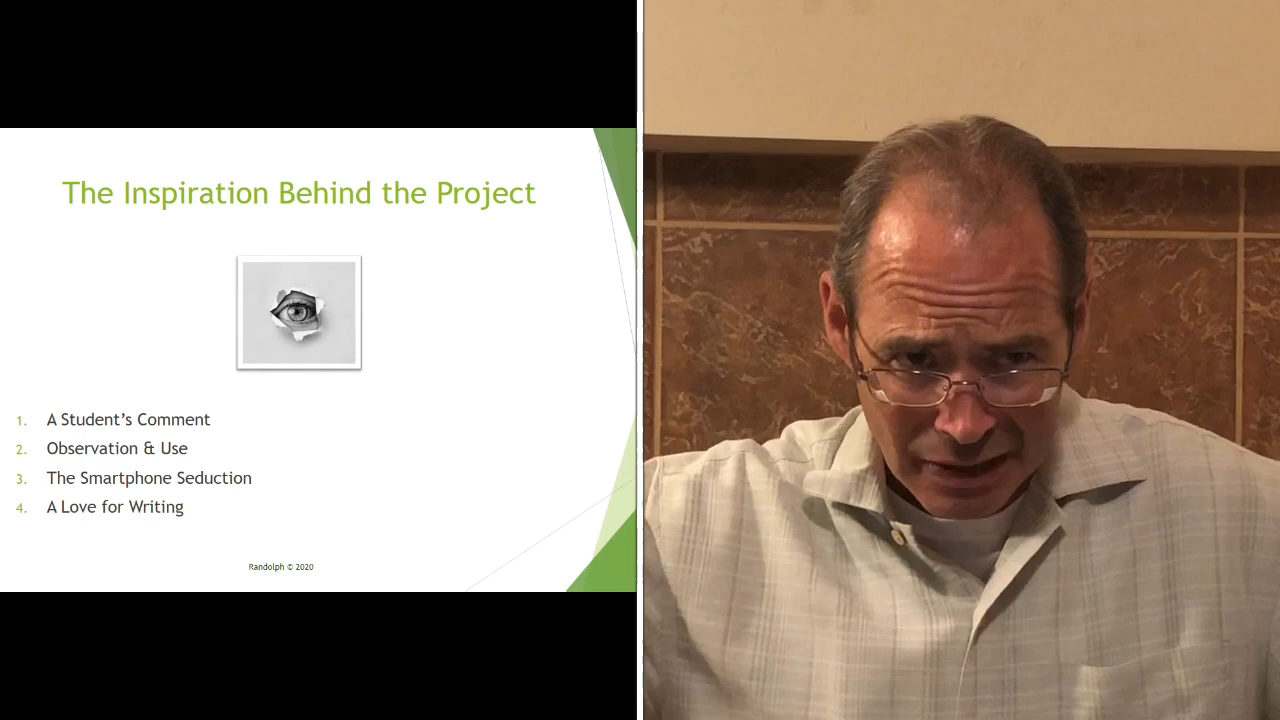 The Inspiration Behind the Project
1. A Student’s Comment
2. Observation & Use
3. The Smartphone Seduction
4. A Love for Writing
Randolph © 2020